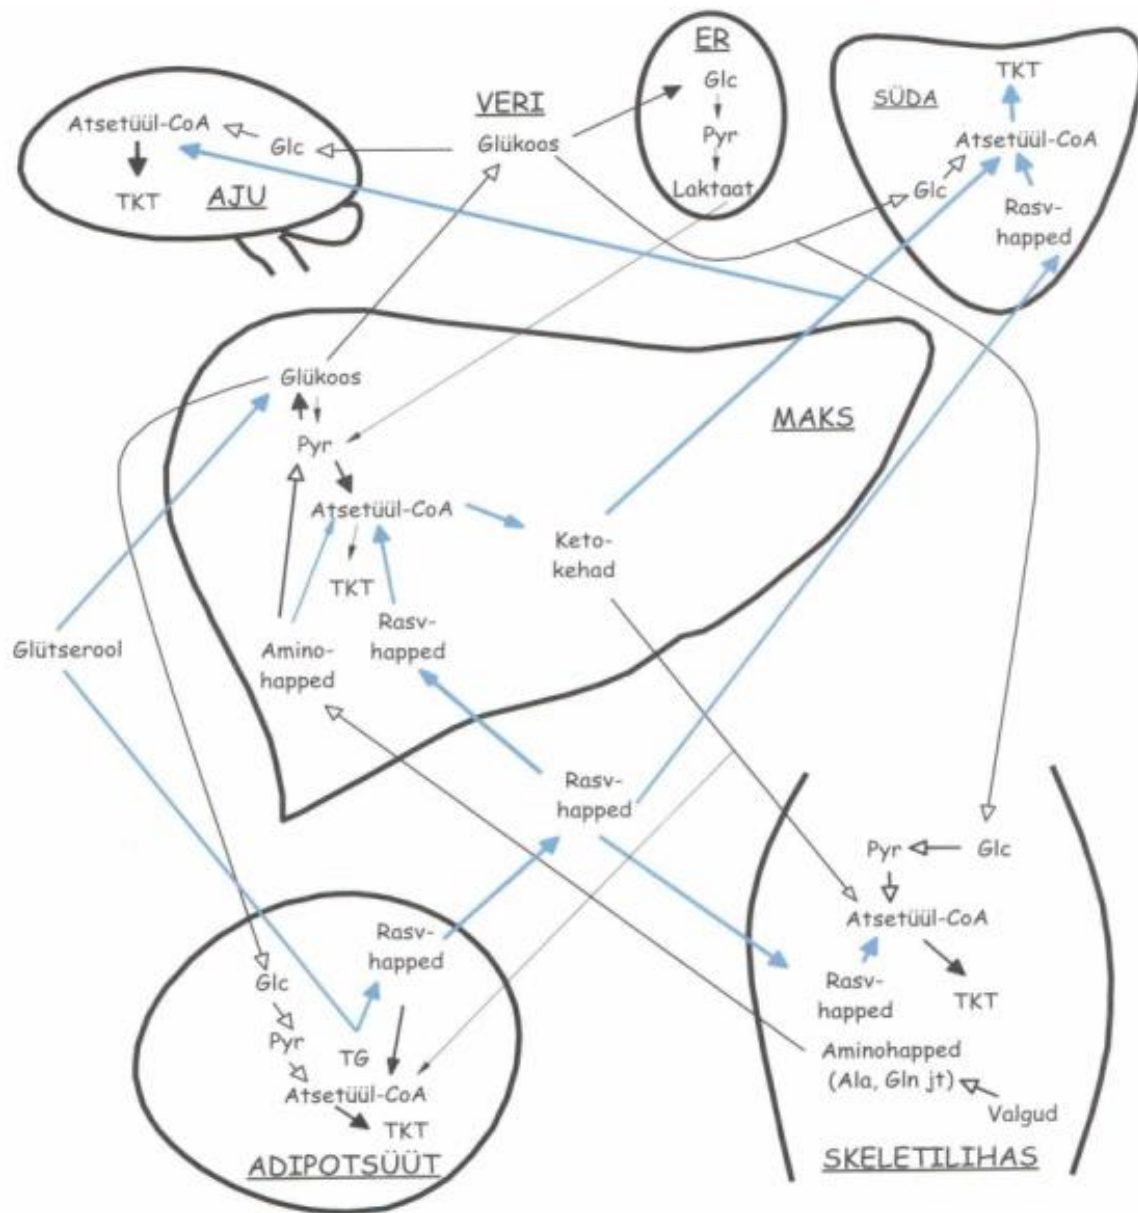 Atsetüül-CoA
Glc
TKT
AJU
VERI
Glükoos
ER
Glc
Pyr
Laktaat
TKT
SÜDA
Atsetüül-CoA
Glc
Rasv-
happed
Glükoos
Pyr
MAKS
Atsetüül-CoA
Keto-
kehad
TKT
Rasv-
happed
Amino-
happed
Glütserool
Rasv-
happed
Rasv-
happed
Glc
Pyr
TG
Atsetüül-CoA
TKT
ADIPOTSÜÜT
Pyr
Glc
Atsetüül-CoA
Rasv-
happed
TKT
Aminohapped
(Ala, Gln jt)
Valgud
SKELETILIHAS